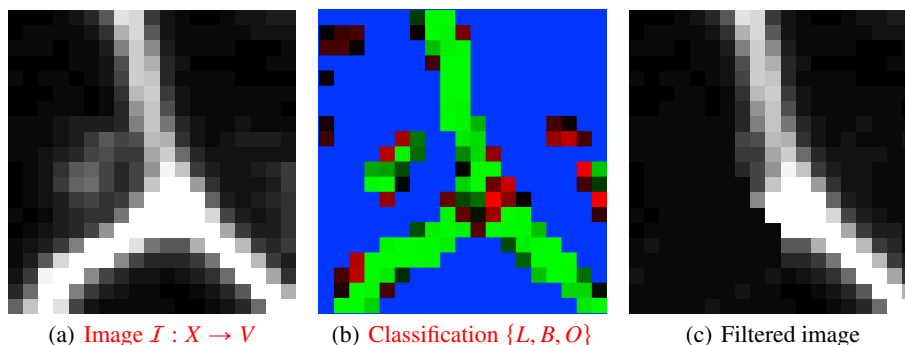 (a) Image I : X → V
(b) Classification {L, B, O}
(c) Filtered image